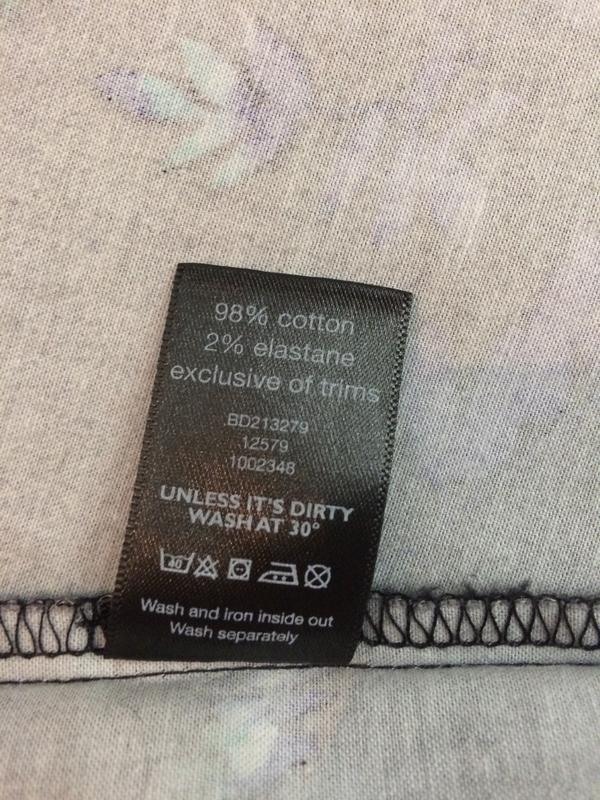 98% cotton
2% elastane
exclusive of trims
BD213279
12579
1002348
UNLESS IT'S DIRTY
WASH AT 30°
40
Wash and iron inside out
Wash separately